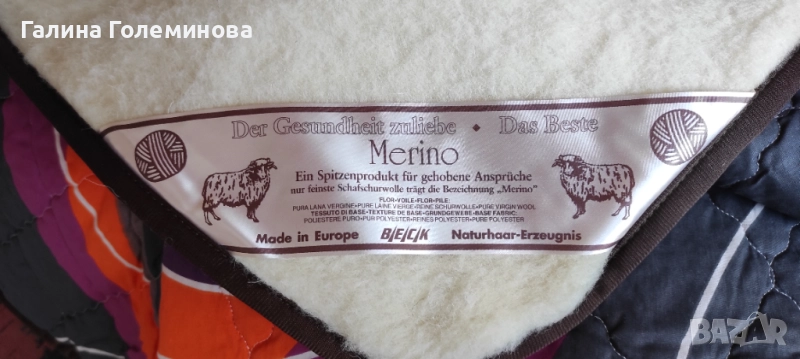 Галина Големинова
Der Gesundheit zuliebe • Das Beste
Merino
Ein Spitzenprodukt für gehobene Ansprüche
nur feinste Schafschurwolle trägt die Bezeichnung „Merino"
FLOR-VOILE-FLOR-PILE:
PURA LANA VERGINE-PURE LAINE VIERGE-REINE SCHURWOLLE-PURE VIRGIN WOOL
TESSUTO DI BASE-TEXTURE DE BASE-GRUNDGEWEBE-BASE FABRIC:
POLIESTERE PURO-PUR POLYESTER-REINES POLYESTER-PURE POLYESTER
Made in Europe B/E/C/K Naturhaar-Erzeugnis
BAZAR